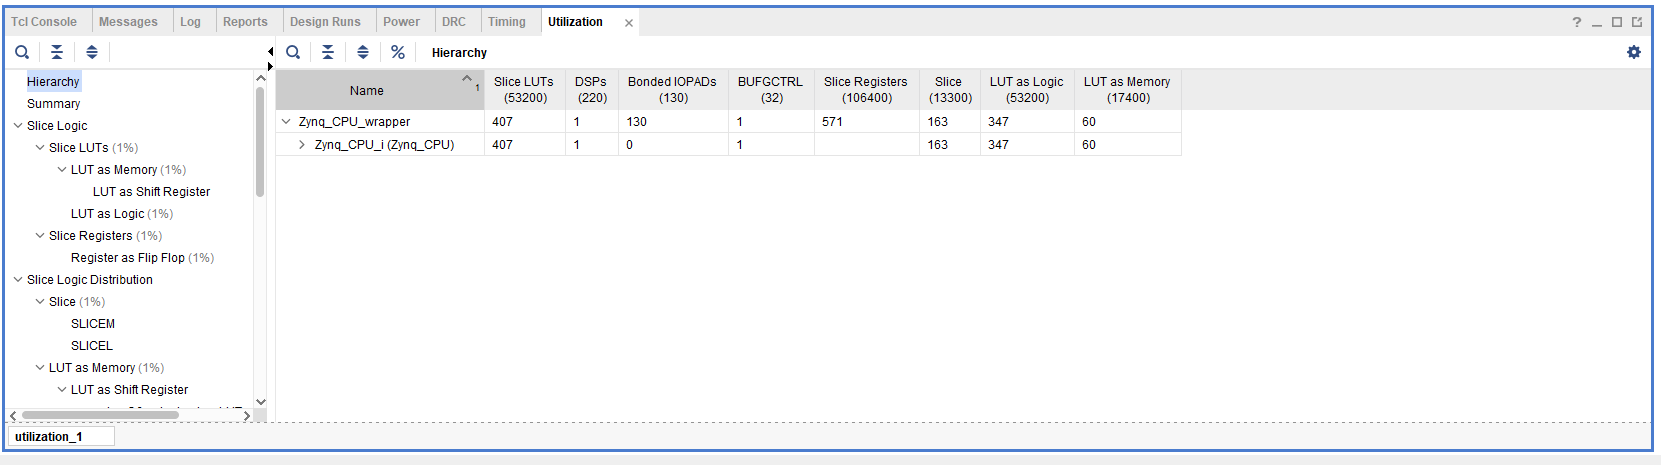 Tcl Console Messages Log Reports Design Runs Power DRC Timing Utilization × ?
% Hierarchy
Hierarchy
Summary
Slice Logic
Slice LUTs (1%)
LUT as Memory (1%)
LUT as Shift Register
LUT as Logic (1%)
Slice Registers (1%)
Register as Flip Flop (1%)
Slice Logic Distribution
Slice (1%)
SLICEM
SLICEL
LUT as Memory (1%)
LUT as Shift Register
Name 1 Slice LUTs (53200) DSPs (220) Bonded IOPADs (130) BUFGCTRL (32) Slice Registers (106400) Slice (13300) LUT as Logic (53200) LUT as Memory (17400)
Zynq_CPU_wrapper 407 1 130 1 571 163 347 60
Zynq_CPU_i (Zynq_CPU) 407 1 0 1 163 347 60
utilization_1